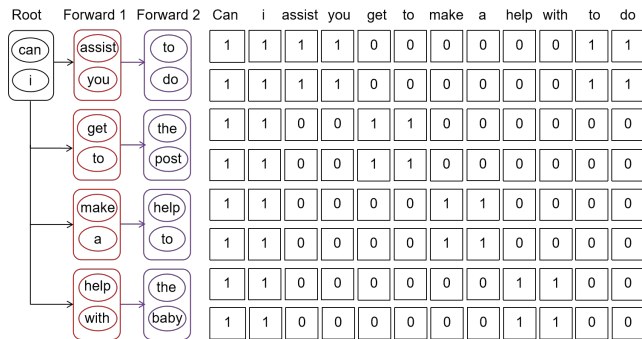 Root Forward 1 Forward 2 Can i assist you get to make a help with to do
can assist to 1 1 1 1 0 0 0 0 0 0 1 1
i you do 1 1 1 1 0 0 0 0 0 0 1 1
get the 1 1 0 0 1 1 0 0 0 0 0 0
to post 1 1 0 0 1 1 0 0 0 0 0 0
make help 1 1 0 0 0 0 1 1 0 0 0 0
a to 1 1 0 0 0 0 1 1 0 0 0 0
help the 1 1 0 0 0 0 0 0 1 1 0 0
with baby 1 1 0 0 0 0 0 0 1 1 0 0